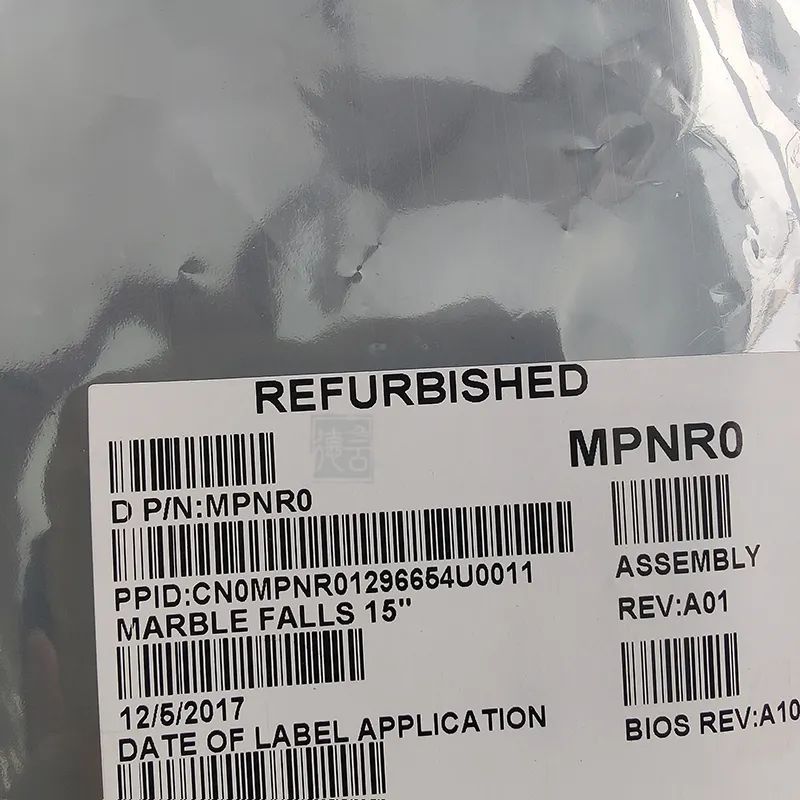 REFURBISHED
MPNR0
D P/N:MPNR0
PPID:CN0MPNR01296654U0011
MARBLE FALLS 15"
ASSEMBLY
REV:A01
12/5/2017
DATE OF LABEL APPLICATION
BIOS REV:A10